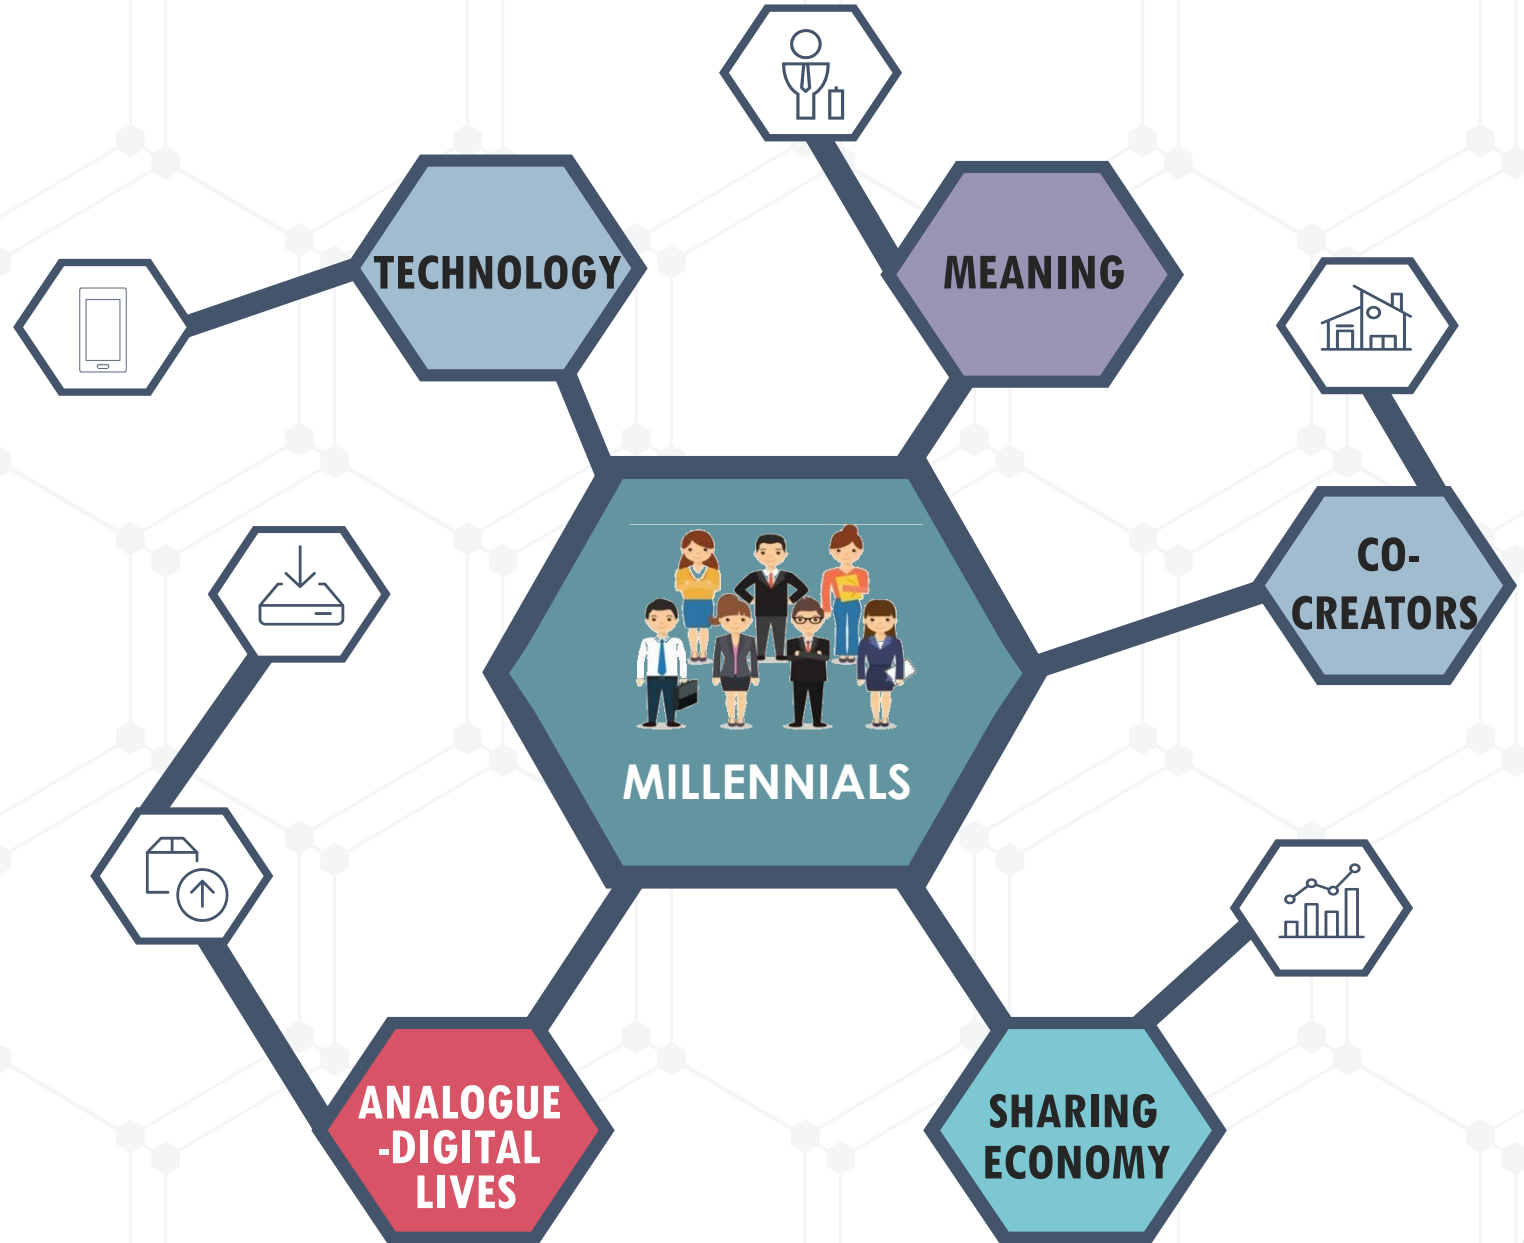 TECHNOLOGY
MEANING
CO-
CREATORS
MILLENNIALS
ANALOGUE
-DIGITAL
LIVES
SHARING
ECONOMY